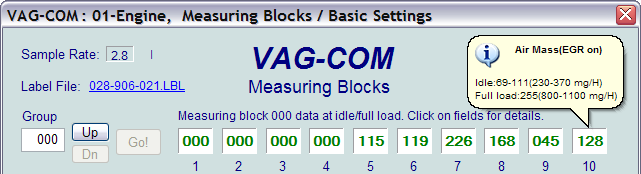 VAG-COM : 01-Engine,  Measuring Blocks / Basic Settings
Sample Rate: 2.8
VAG-COM
Label File: 028-906-021.LBL
Measuring Blocks
Air Mass(EGR on)
Idle:69-111(230-370 mg/H)
Full load:255(800-1100 mg/H)
Group
000
Up
Dn
Go!
Measuring block 000 data at idle/full load. Click on fields for details.
000 000 000 000 115 119 226 168 045 128
1 2 3 4 5 6 7 8 9 10